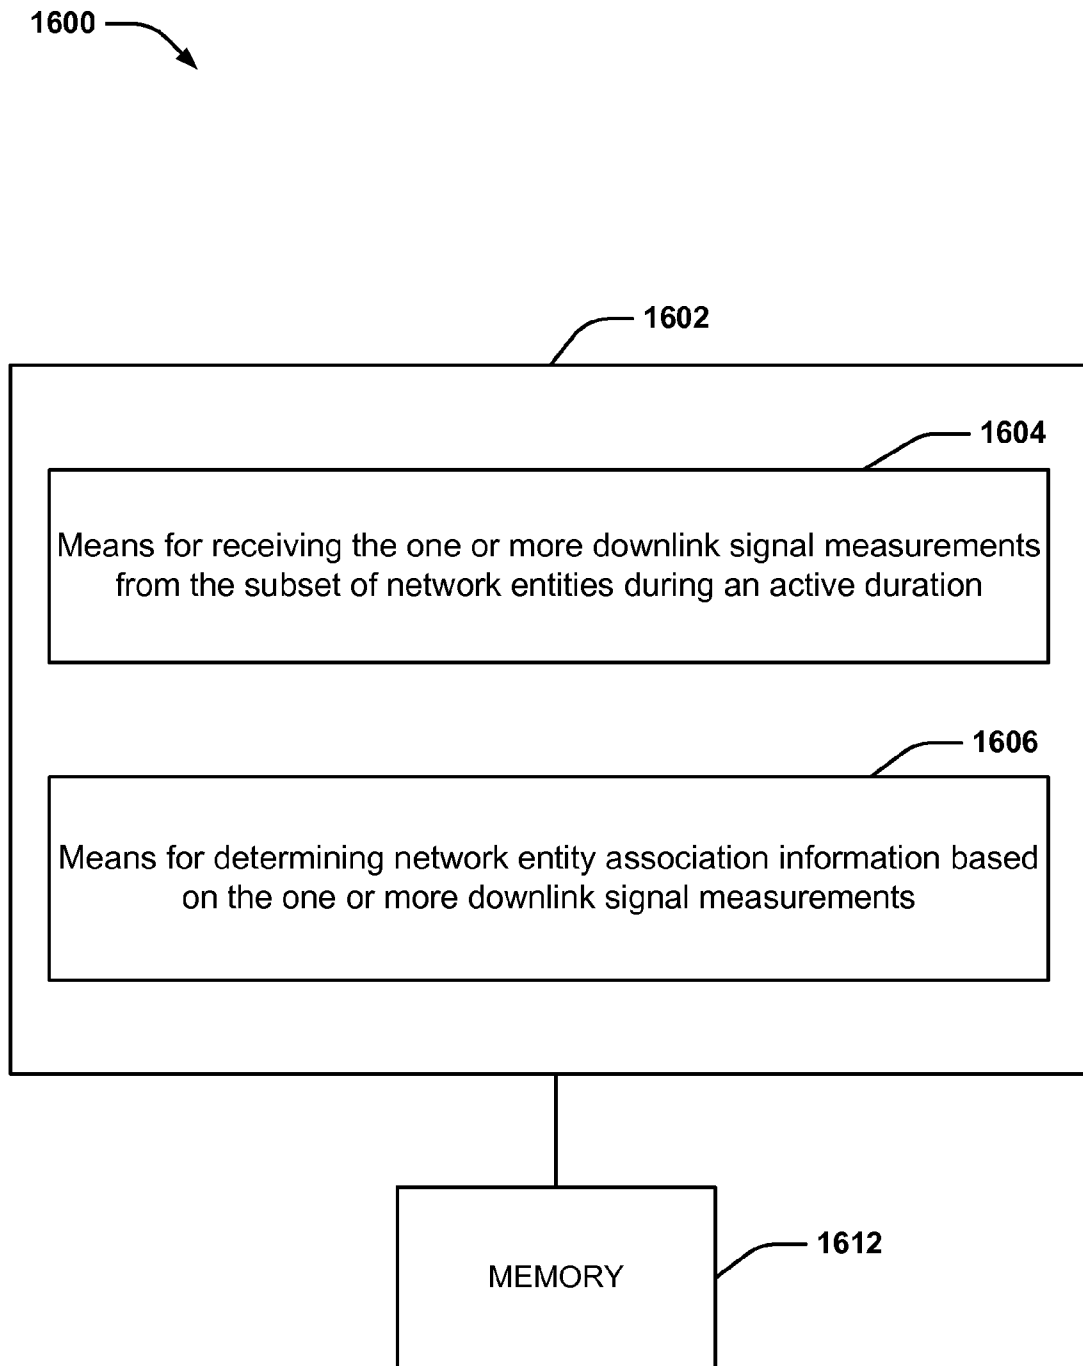 1600
1602
1604
Means for receiving the one or more downlink signal measurements
from the subset of network entities during an active duration
1606
Means for determining network entity association information based
on the one or more downlink signal measurements
1612
MEMORY